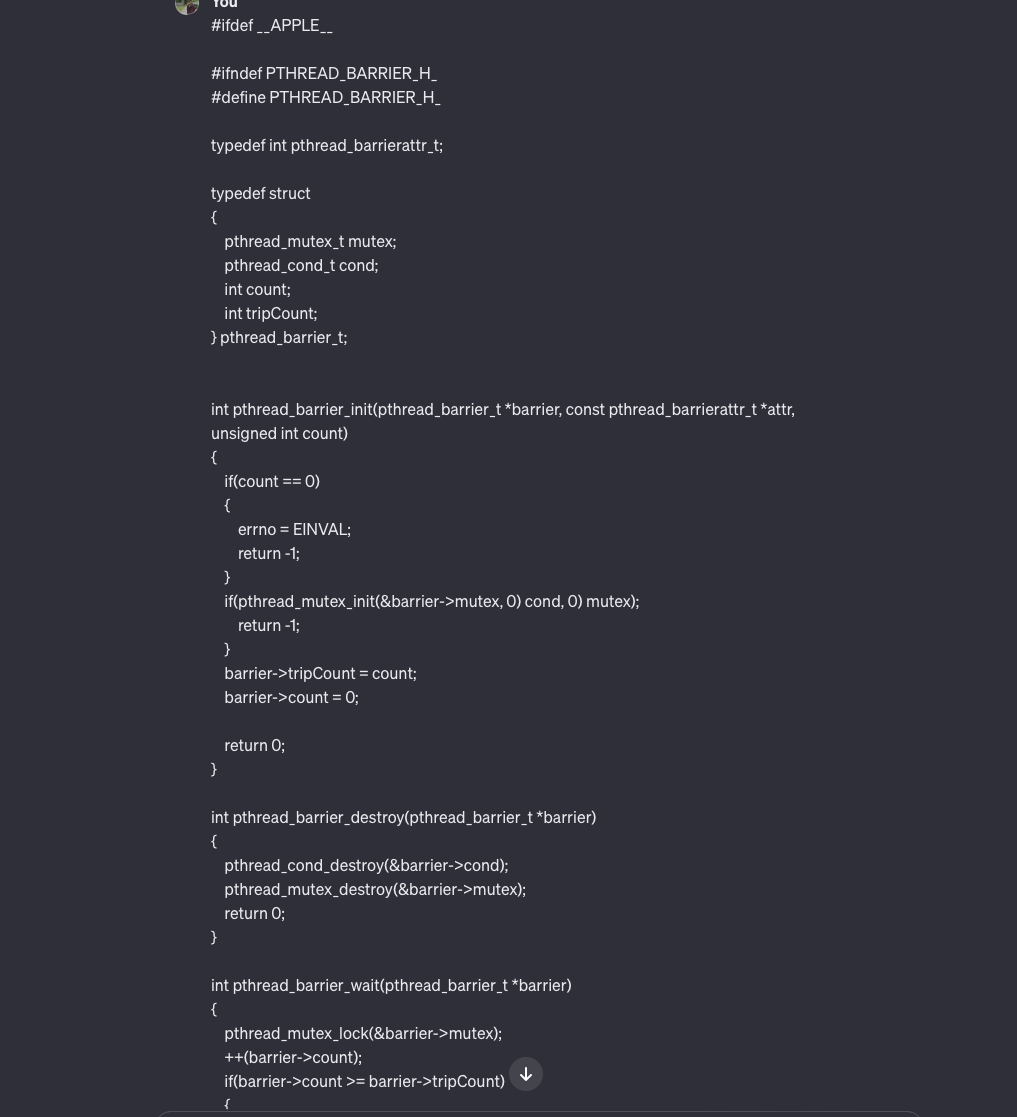 You
#ifdef __APPLE__
#ifndef PTHREAD_BARRIER_H_
#define PTHREAD_BARRIER_H_
typedef int pthread_barrierattr_t;
typedef struct
{
pthread_mutex_t mutex;
pthread_cond_t cond;
int count;
int tripCount;
} pthread_barrier_t;
int pthread_barrier_init(pthread_barrier_t *barrier, const pthread_barrierattr_t *attr,
unsigned int count)
{
if(count == 0)
{
errno = EINVAL;
return -1;
}
if(pthread_mutex_init(&barrier->mutex, 0) cond, 0) mutex);
return -1;
}
barrier->tripCount = count;
barrier->count = 0;
return 0;
}
int pthread_barrier_destroy(pthread_barrier_t *barrier)
{
pthread_cond_destroy(&barrier->cond);
pthread_mutex_destroy(&barrier->mutex);
return 0;
}
int pthread_barrier_wait(pthread_barrier_t *barrier)
{
pthread_mutex_lock(&barrier->mutex);
++(barrier->count);
if(barrier->count >= barrier->tripCount)
{